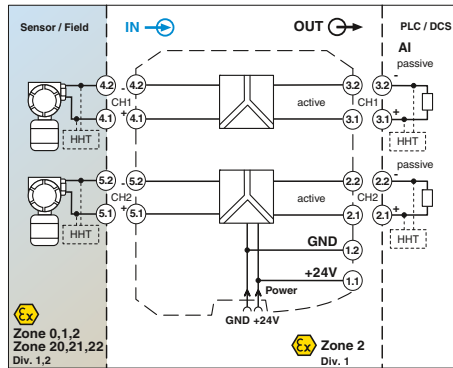 Sensor / Field
IN
OUT
PLC / DCS
AI
passive
4.2
-
4.2
3.2
3.2
-
CH1
active
CH1
4.1
+
4.1
3.1
3.1
+
HHT
HHT
passive
5.2
-
5.2
2.2
2.2
-
CH2
active
CH2
5.1
+
5.1
2.1
2.1
+
HHT
HHT
GND
1.2
+24V
1.1
Power
GND +24V
Ex
Zone 0,1,2
Zone 20,21,22
Div. 1,2
Ex
Zone 2
Div. 1